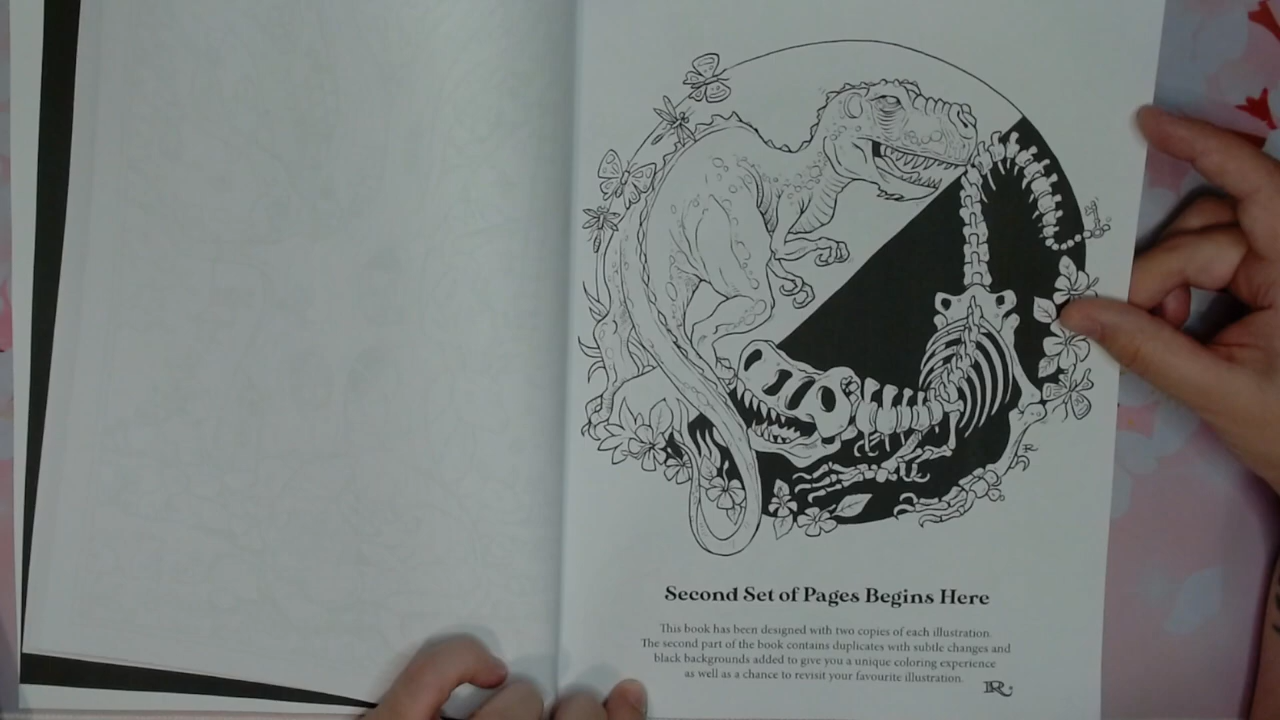 Second Set of Pages Begins Here
This book has been designed with two copies of each illustration.
The second part of the book contains duplicates with subtle changes and
black backgrounds added to give you a unique coloring experience
as well as a chance to revisit your favourite illustration.
R